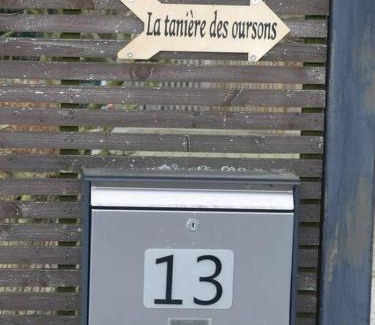 La tanière des oursons
13